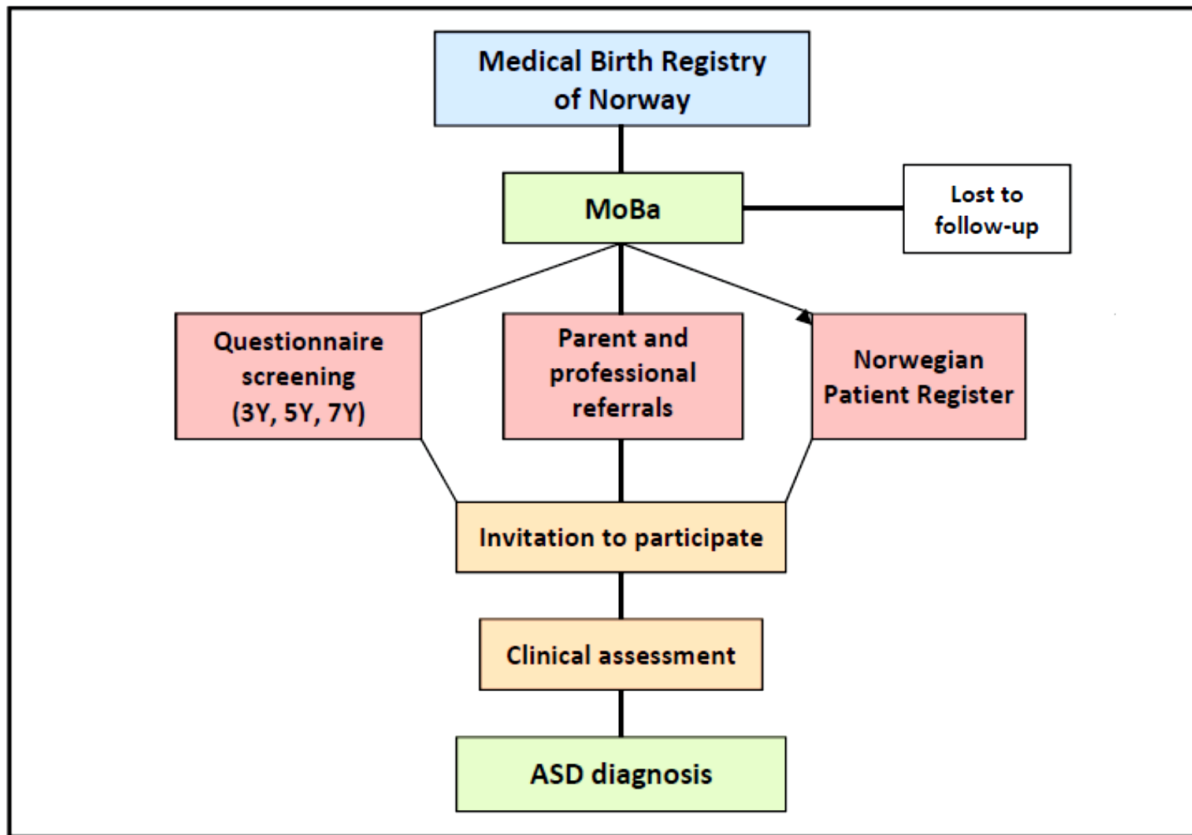 Medical Birth Registry
of Norway
MoBa
Lost to
follow-up
Questionnaire
screening
(3Y, 5Y, 7Y)
Parent and
professional
referrals
Norwegian
Patient Register
Invitation to participate
Clinical assessment
ASD diagnosis